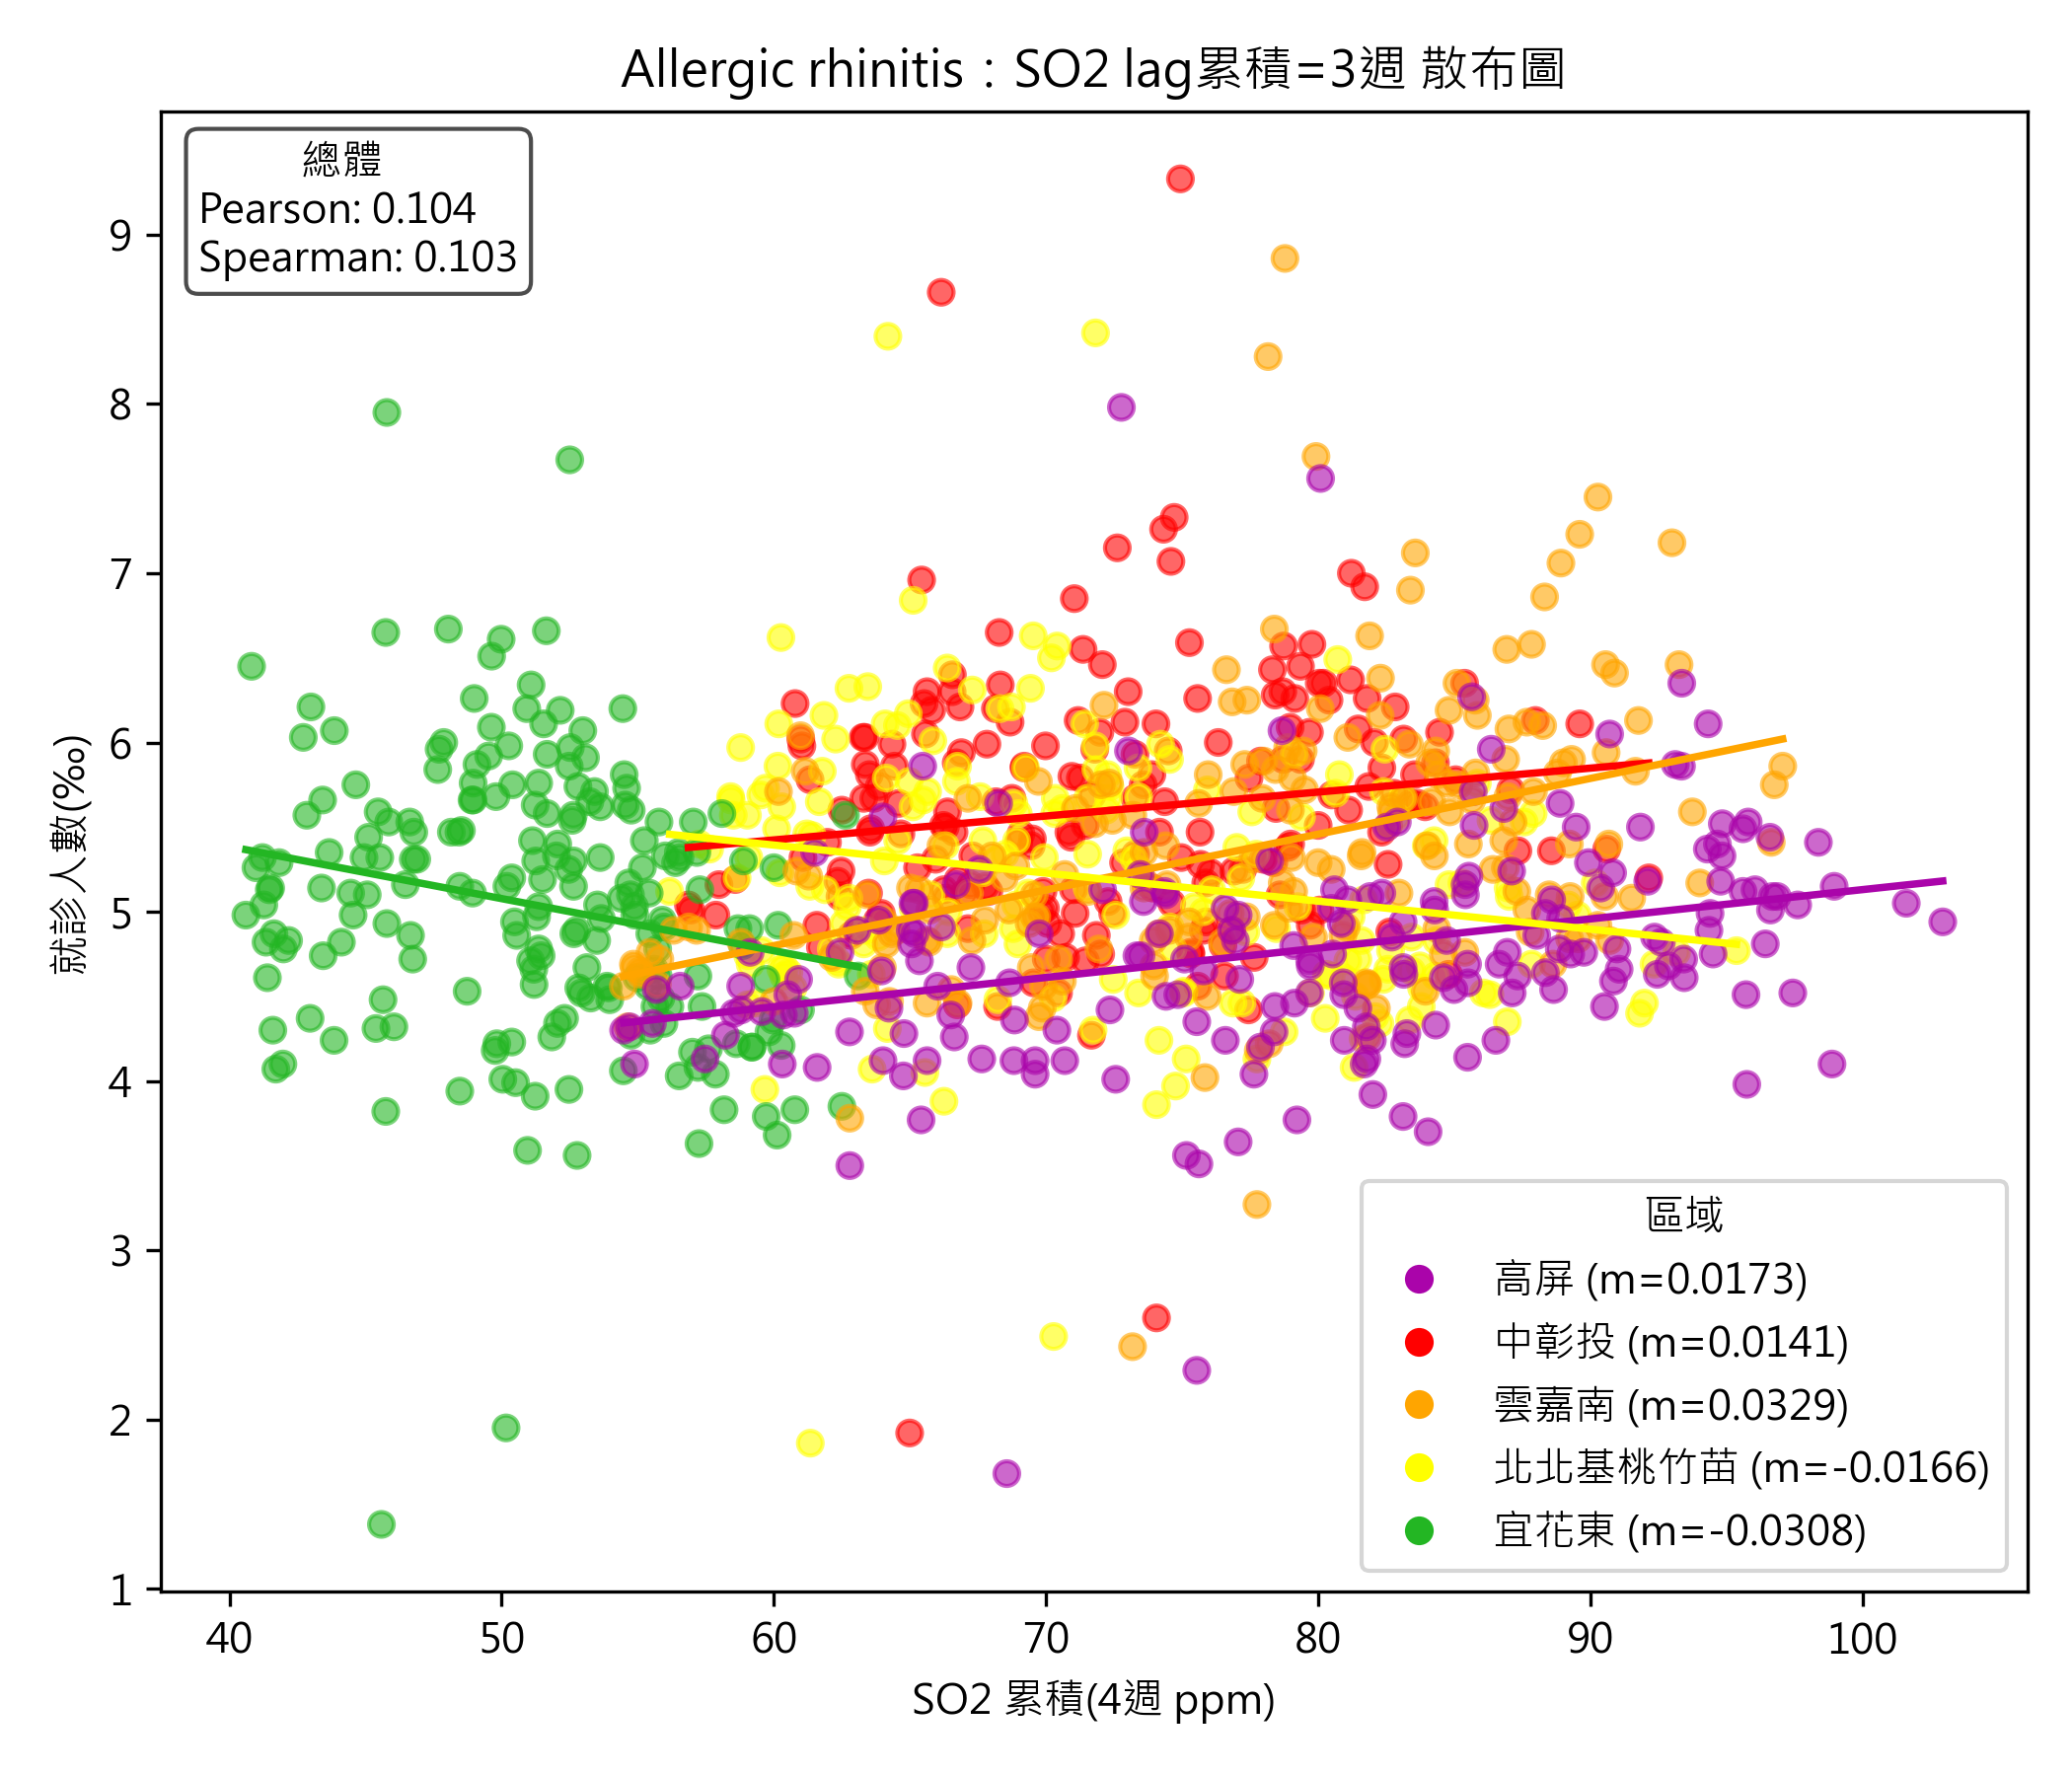 Allergic rhinitis：SO2 lag累積=3週 散布圖
總體
Pearson: 0.104
Spearman: 0.103
就診人數(‰)
9
8
7
6
5
4
3
2
1
40 50 60 70 80 90 100
SO2 累積(4週 ppm)
區域
高屏 (m=0.0173)
中彰投 (m=0.0141)
雲嘉南 (m=0.0329)
北北基桃竹苗 (m=-0.0166)
宜花東 (m=-0.0308)